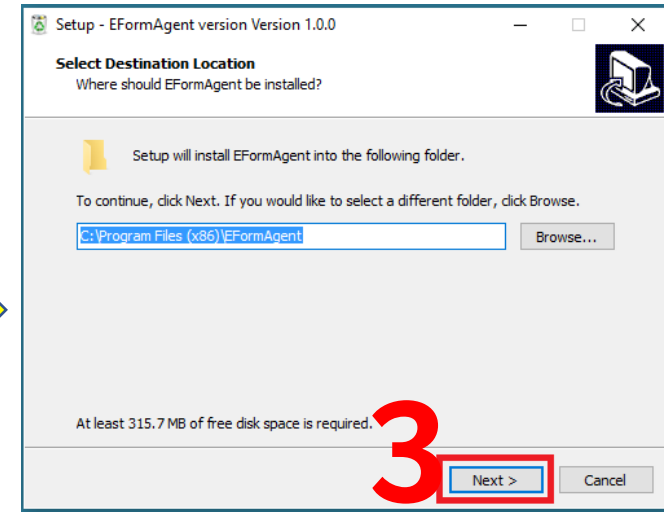 Setup - EFormAgent version Version 1.0.0
Select Destination Location
Where should EFormAgent be installed?
Setup will install EFormAgent into the following folder.
To continue, click Next. If you would like to select a different folder, click Browse.
C:\Program Files (x86)\EFormAgent
Browse...
At least 315.7 MB of free disk space is required.
3
Next >
Cancel